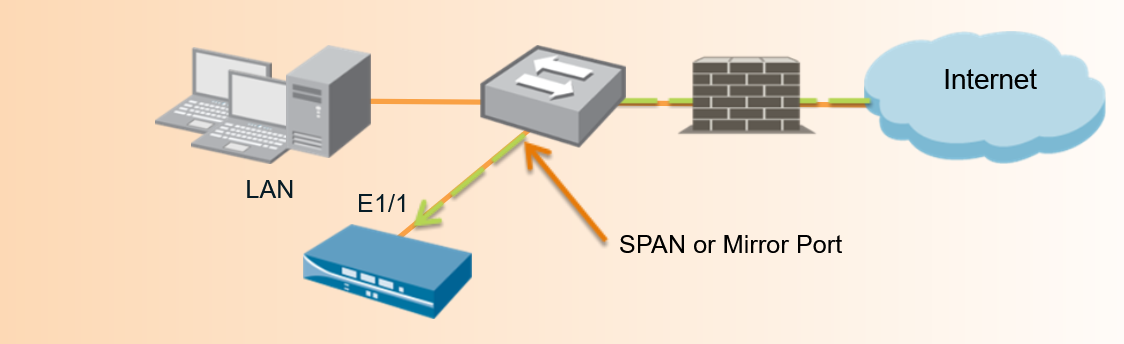 Internet
LAN
E1/1
SPAN or Mirror Port